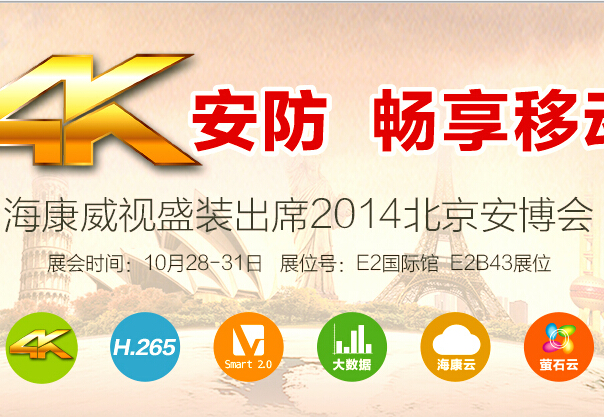 4K 安防 畅享移动
海康威视盛装出席2014北京安博会
展会时间：10月28-31日 展位号：E2国际馆 E2B43展位
4K H.265 Smart 2.0 大数据 海康云 萤石云